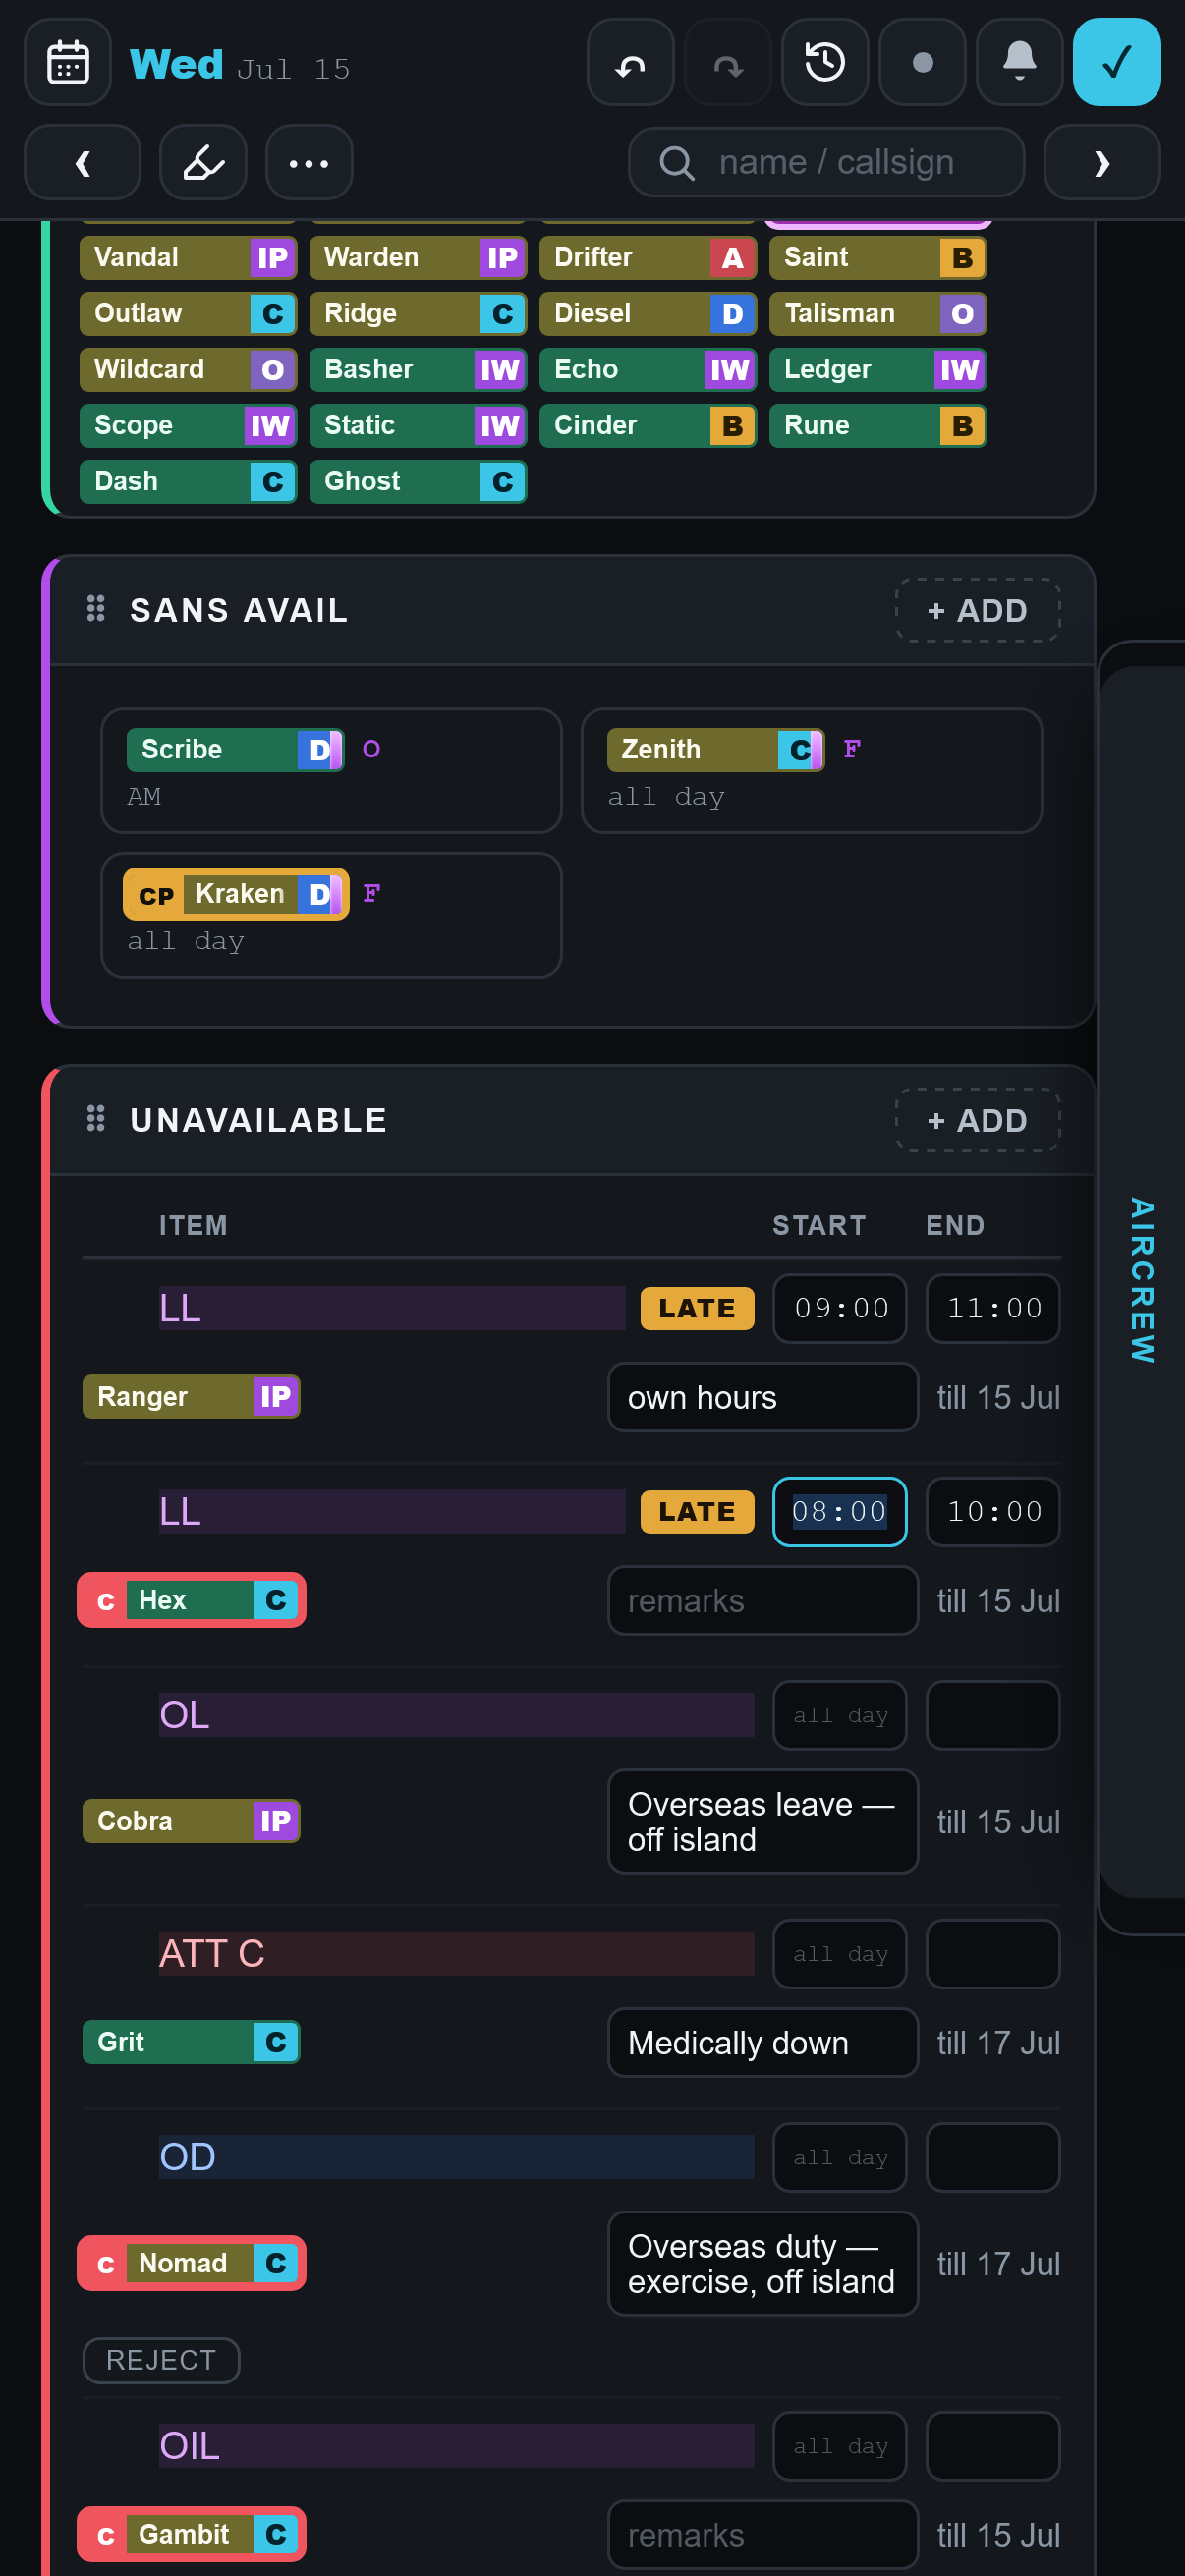 Wed Jul 15
name / callsign
Vandal IP Warden IP Drifter A Saint B
Outlaw C Ridge C Diesel D Talisman O
Wildcard O Basher IW Echo IW Ledger IW
Scope IW Static IW Cinder B Rune B
Dash C Ghost C
SANS AVAIL + ADD
Scribe D O Zenith C F
AM all day
CP Kraken D F
all day
UNAVAILABLE + ADD
ITEM START END
LL LATE 09:00 11:00
Ranger IP own hours till 15 Jul
LL LATE 08:00 10:00
C Hex C remarks till 15 Jul
OL all day
Cobra IP Overseas leave — till 15 Jul
off island
ATT C all day
Grit C Medically down till 17 Jul
OD all day
C Nomad C Overseas duty — till 17 Jul
exercise, off island
REJECT
OIL all day
C Gambit C remarks till 15 Jul
AIRCREW